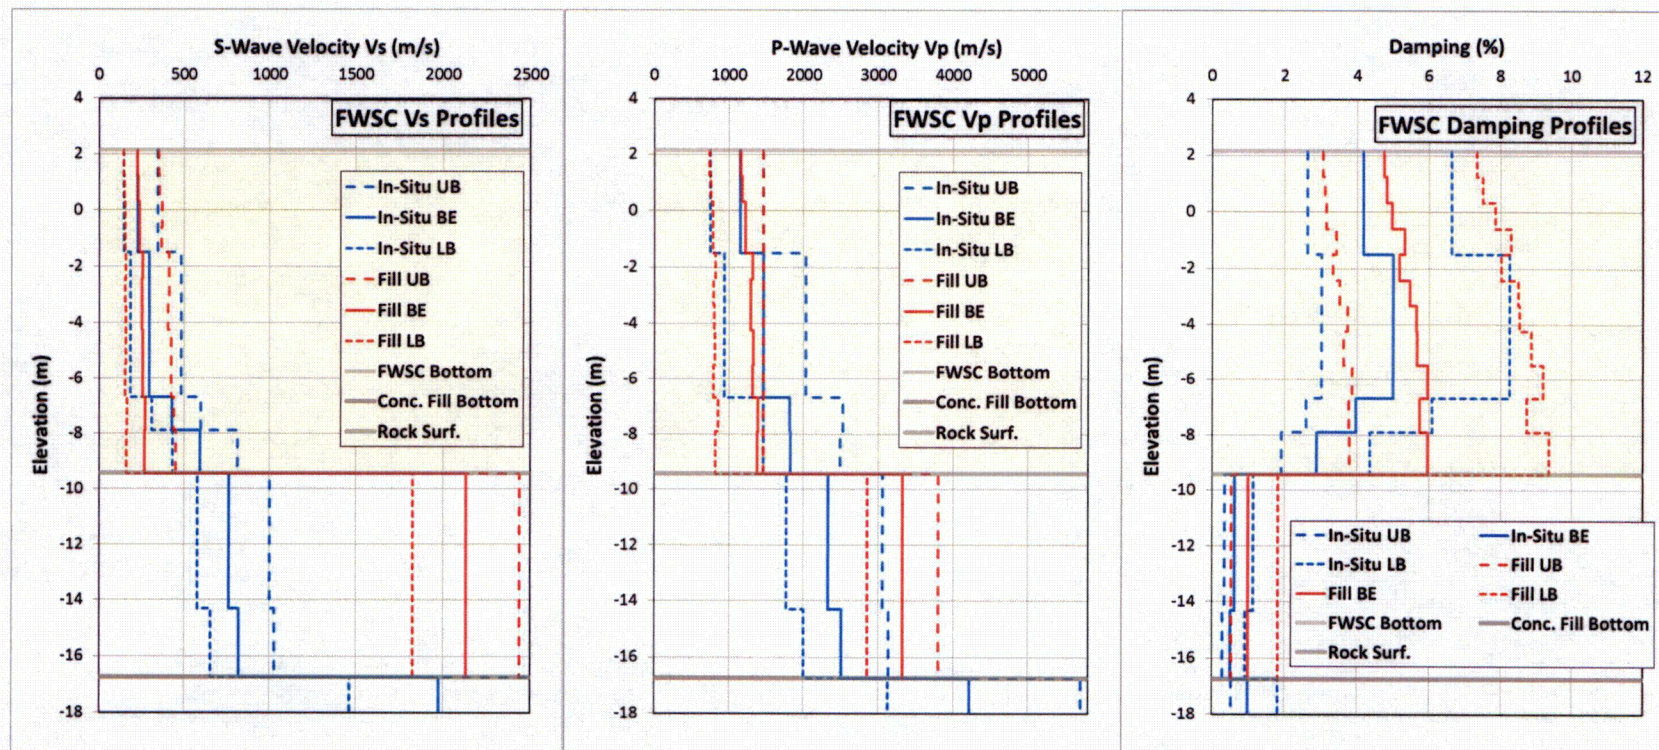 S-Wave Velocity Vs (m/s)
0 500 1000 1500 2000 2500
FWSC Vs Profiles
4
2
0
-2
-4
-6
-8
-10
-12
-14
-16
-18
Elevation (m)
In-Situ UB
In-Situ BE
In-Situ LB
Fill UB
Fill BE
Fill LB
FWSC Bottom
Conc. Fill Bottom
Rock Surf.
P-Wave Velocity Vp (m/s)
0 1000 2000 3000 4000 5000
FWSC Vp Profiles
4
2
0
-2
-4
-6
-8
-10
-12
-14
-16
-18
Elevation (m)
In-Situ UB
In-Situ BE
In-Situ LB
Fill UB
Fill BE
Fill LB
FWSC Bottom
Conc. Fill Bottom
Rock Surf.
Damping (%)
0 2 4 6 8 10 12
FWSC Damping Profiles
4
2
0
-2
-4
-6
-8
-10
-12
-14
-16
-18
Elevation (m)
In-Situ UB In-Situ BE
In-Situ LB Fill UB
Fill BE Fill LB
FWSC Bottom Conc. Fill Bottom
Rock Surf.